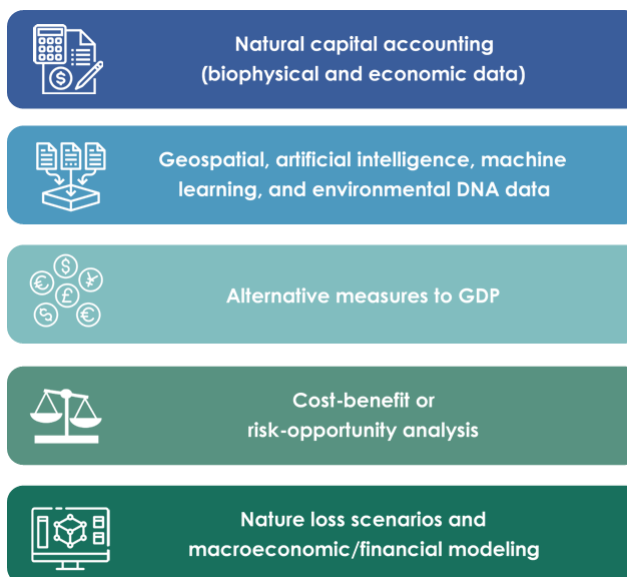 Natural capital accounting
(biophysical and economic data)
Geospatial, artificial intelligence, machine
learning, and environmental DNA data
Alternative measures to GDP
Cost-benefit or
risk-opportunity analysis
Nature loss scenarios and
macroeconomic/financial modeling